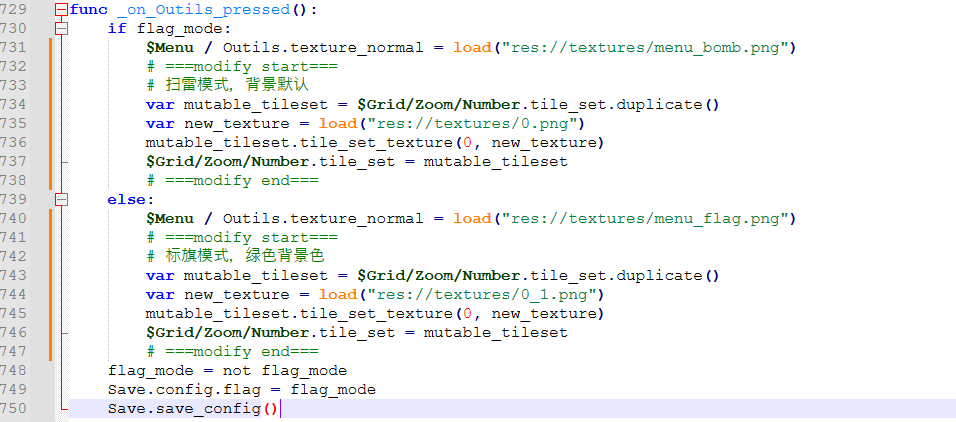 729 func _on_Outils_pressed():
730 if flag_mode:
731 $Menu / Outils.texture_normal = load("res://textures/menu_bomb.png")
732 # ===modify start===
733 # 扫雷模式，背景默认
734 var mutable_tileset = $Grid/Zoom/Number.tile_set.duplicate()
735 var new_texture = load("res://textures/0.png")
736 mutable_tileset.tile_set_texture(0, new_texture)
737 $Grid/Zoom/Number.tile_set = mutable_tileset
738 # ===modify end===
739 else:
740 $Menu / Outils.texture_normal = load("res://textures/menu_flag.png")
741 # ===modify start===
742 # 标旗模式，绿色背景色
743 var mutable_tileset = $Grid/Zoom/Number.tile_set.duplicate()
744 var new_texture = load("res://textures/0_1.png")
745 mutable_tileset.tile_set_texture(0, new_texture)
746 $Grid/Zoom/Number.tile_set = mutable_tileset
747 # ===modify end===
748 flag_mode = not flag_mode
749 Save.config.flag = flag_mode
750 Save.save_config()